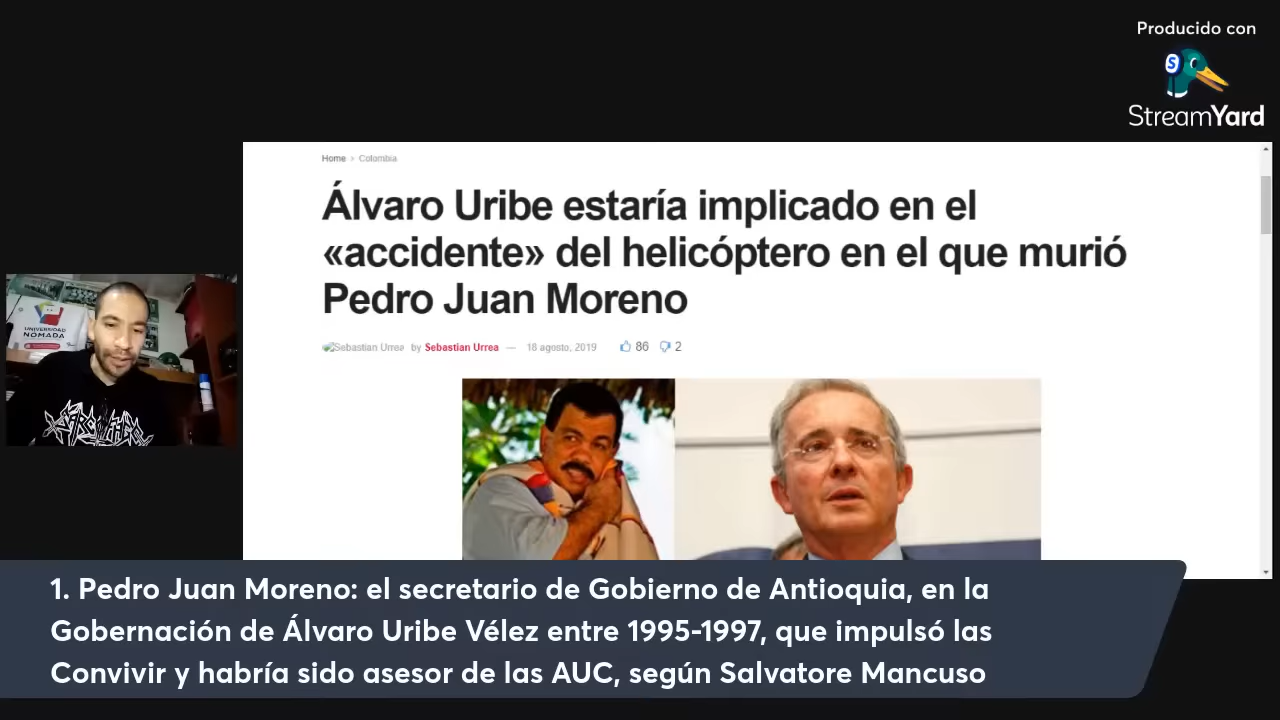 Producido con
S
StreamYard
Home > Colombia
Álvaro Uribe estaría implicado en el
«accidente» del helicóptero en el que murió
Pedro Juan Moreno
Sebastian Urrea by Sebastian Urrea — 18 agosto, 2019 86 2
UNIVERSIDAD
NÓMADA
1. Pedro Juan Moreno: el secretario de Gobierno de Antioquia, en la
Gobernación de Álvaro Uribe Vélez entre 1995-1997, que impulsó las
Convivir y habría sido asesor de las AUC, según Salvatore Mancuso